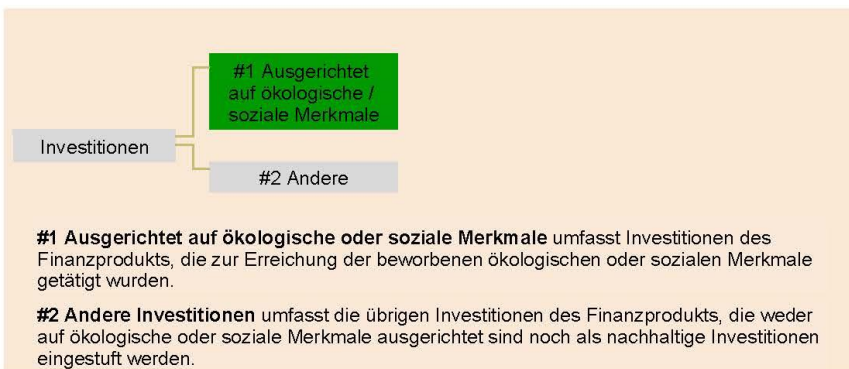 #1 Ausgerichtet
auf ökologische /
soziale Merkmale
Investitionen
#2 Andere
#1 Ausgerichtet auf ökologische oder soziale Merkmale umfasst Investitionen des
Finanzprodukts, die zur Erreichung der beworbenen ökologischen oder sozialen Merkmale
getätigt wurden.
#2 Andere Investitionen umfasst die übrigen Investitionen des Finanzprodukts, die weder
auf ökologische oder soziale Merkmale ausgerichtet sind noch als nachhaltige Investitionen
eingestuft werden.